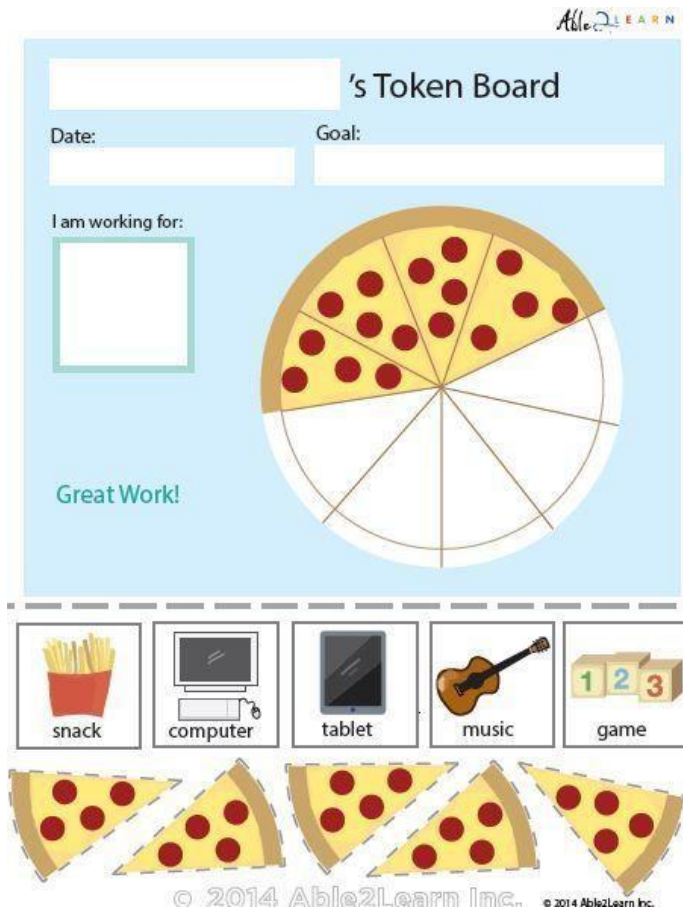 Able2LEARN
's Token Board
Date:
Goal:
I am working for:
Great Work!
1 2 3
snack
computer
tablet
music
game
© 2014 Able2Learn Inc.
© 2014 Able2Learn Inc.